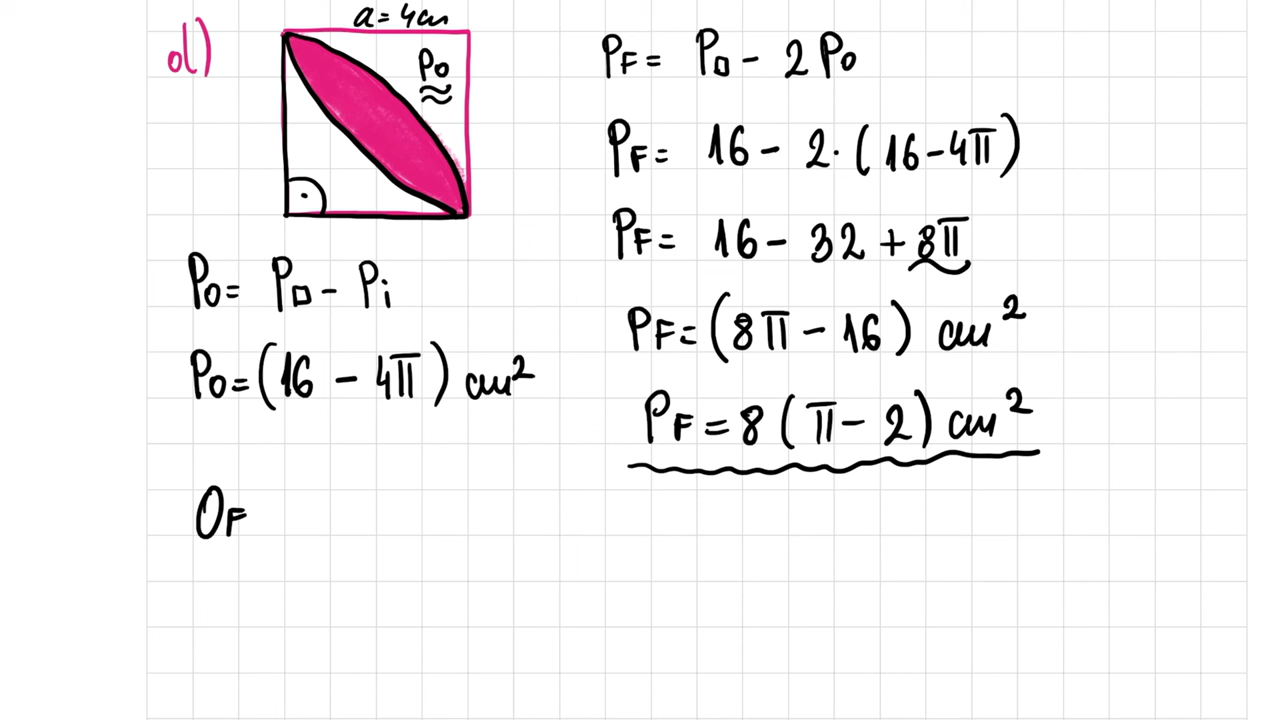 d)
a = 4cm
Po
Po = P□ - Pi
Po = (16 - 4π) cm²
OF
PF = P□ - 2Po
PF = 16 - 2·(16-4π)
PF = 16 - 32 + 8π
PF = (8π - 16) cm²
PF = 8(π - 2) cm²